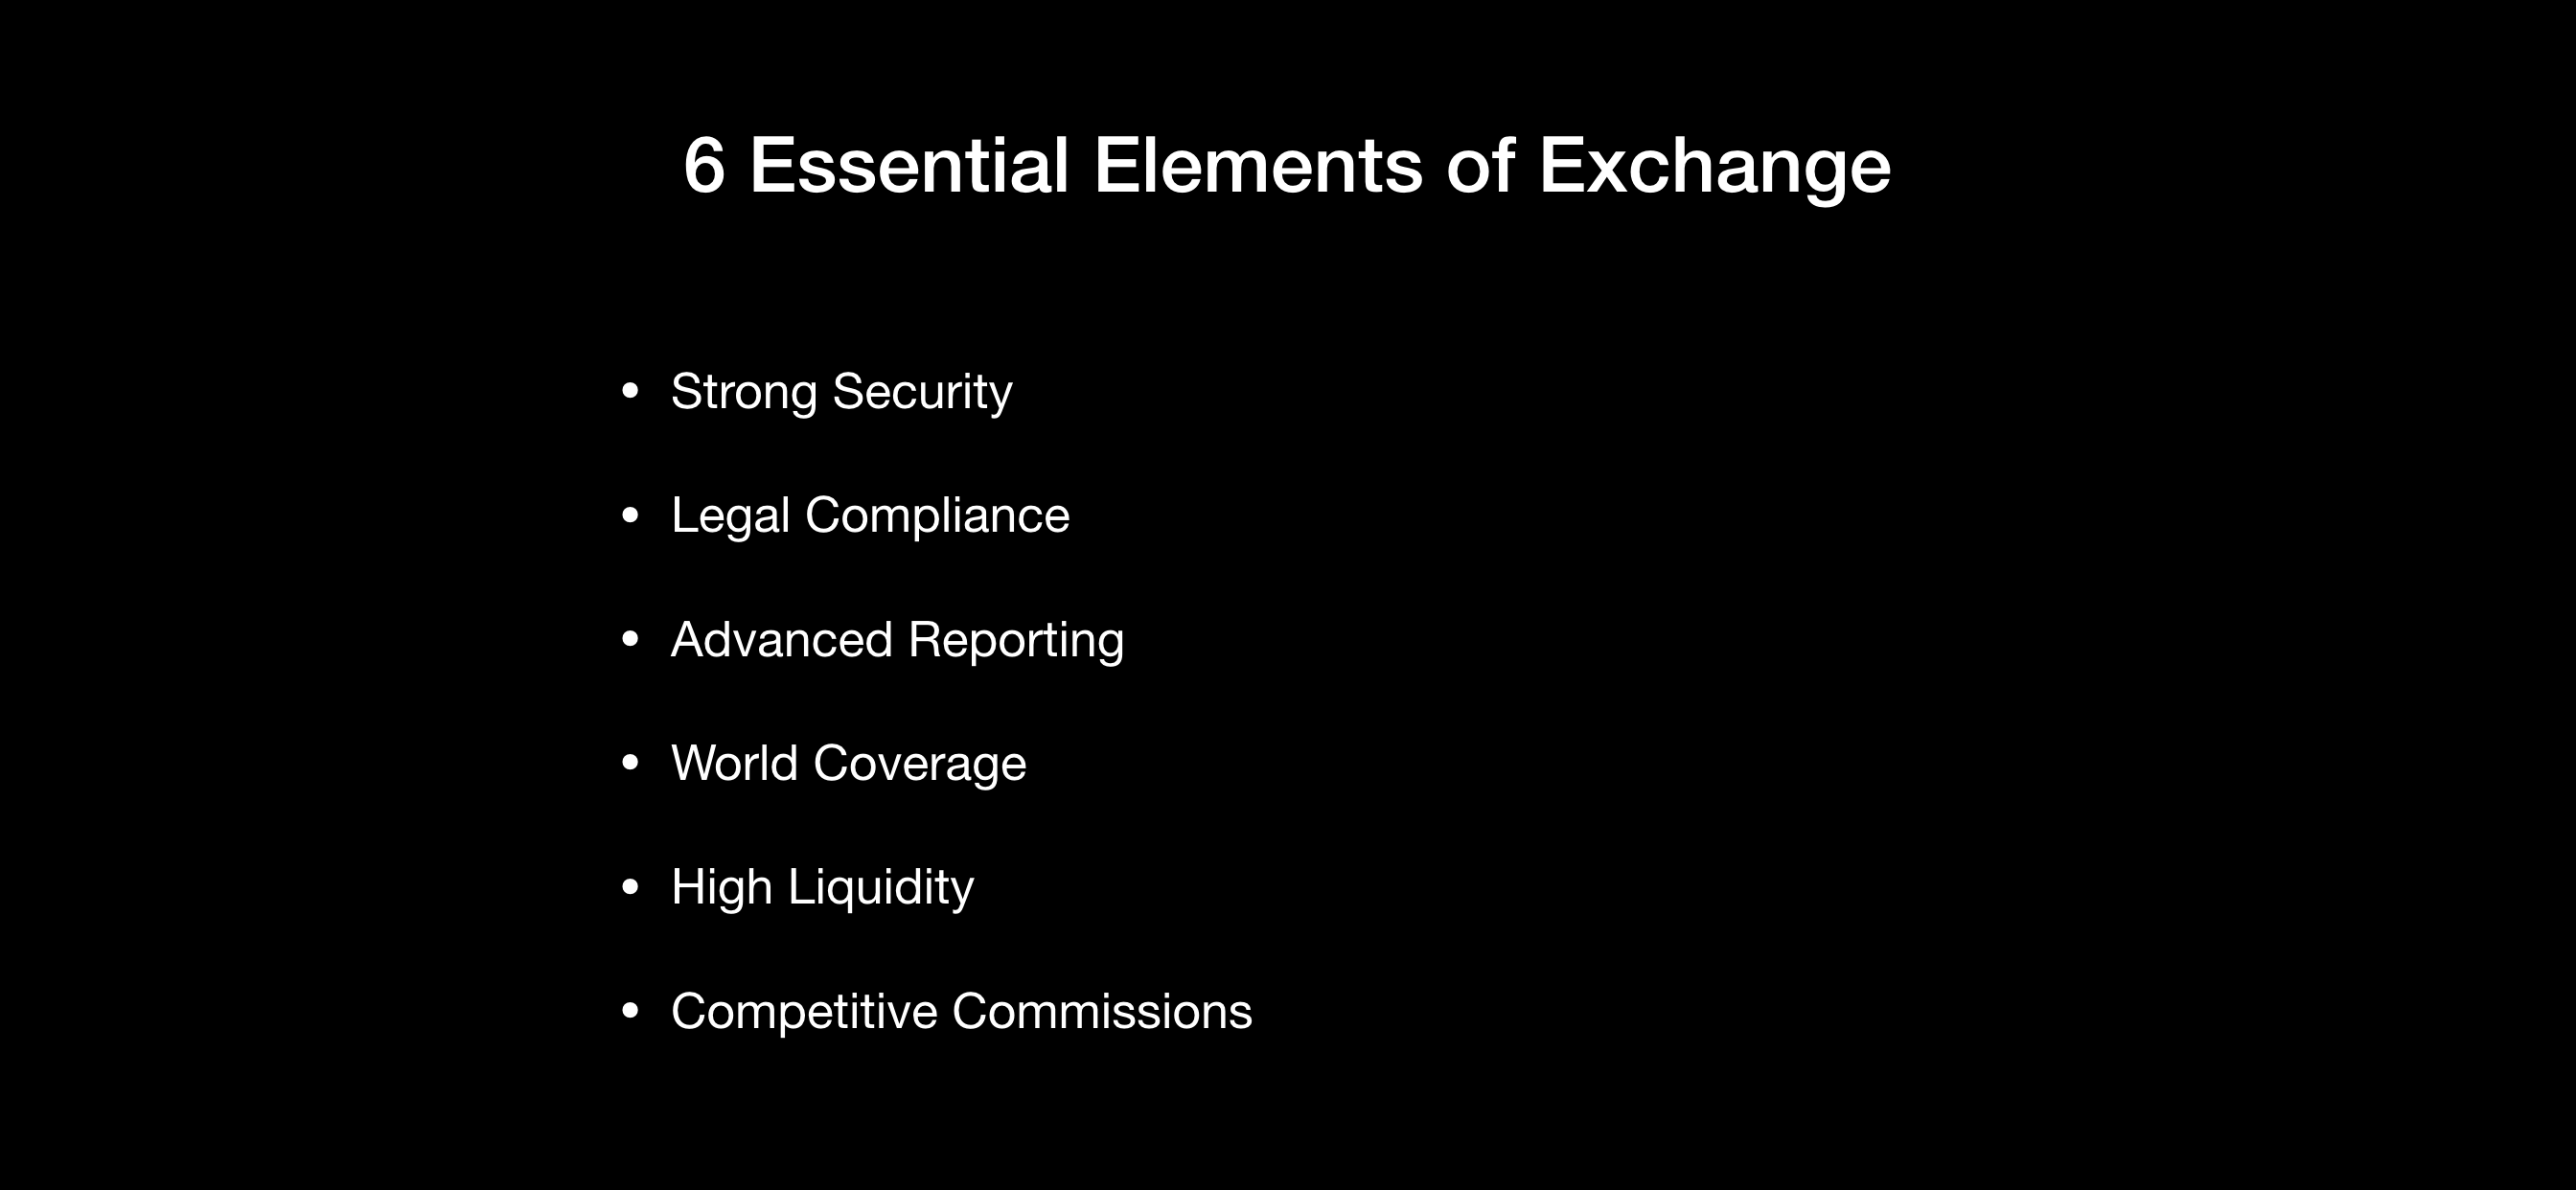 6 Essential Elements of Exchange
• Strong Security
• Legal Compliance
• Advanced Reporting
• World Coverage
• High Liquidity
• Competitive Commissions